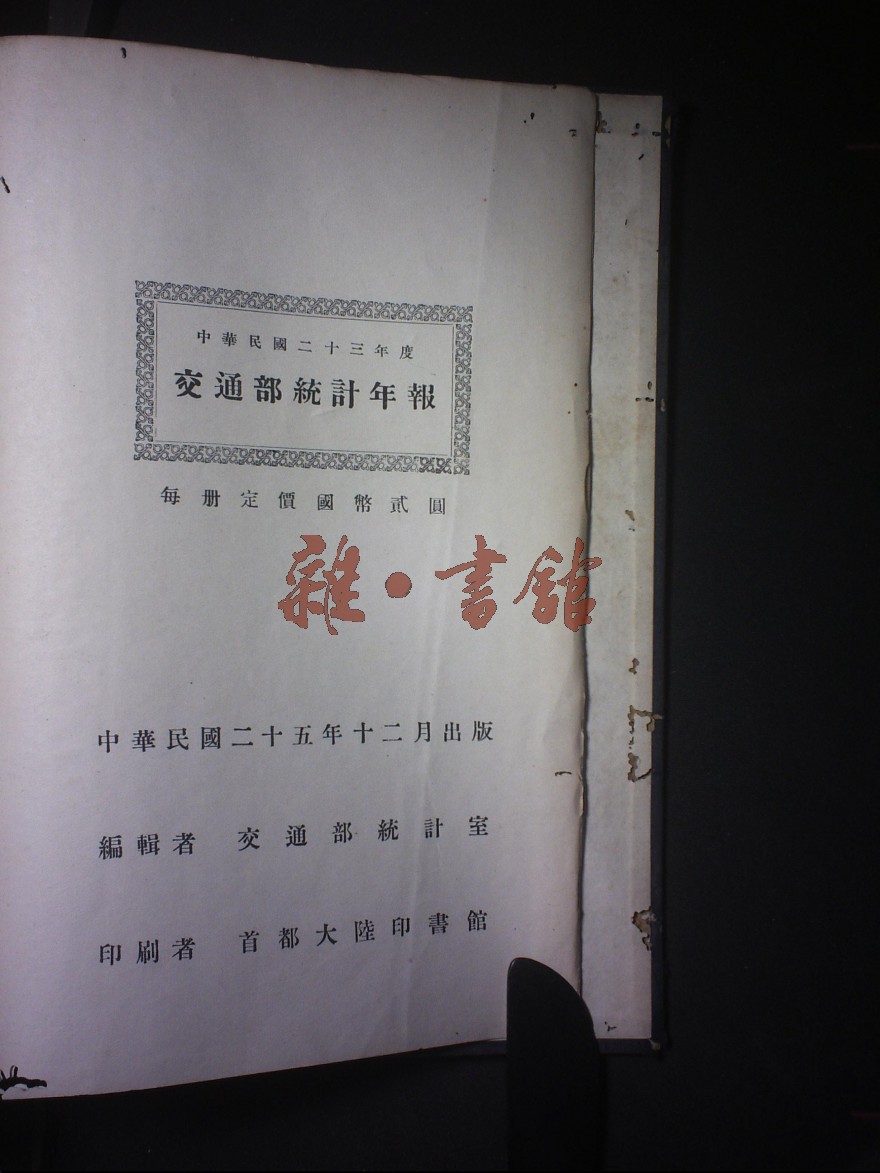 中華民國二十三年度
交通部統計年報
每册定價國幣貳圓
雜·書館
中華民國二十五年十二月出版
編輯者 交通部統計室
印刷者 首都大陸印書館